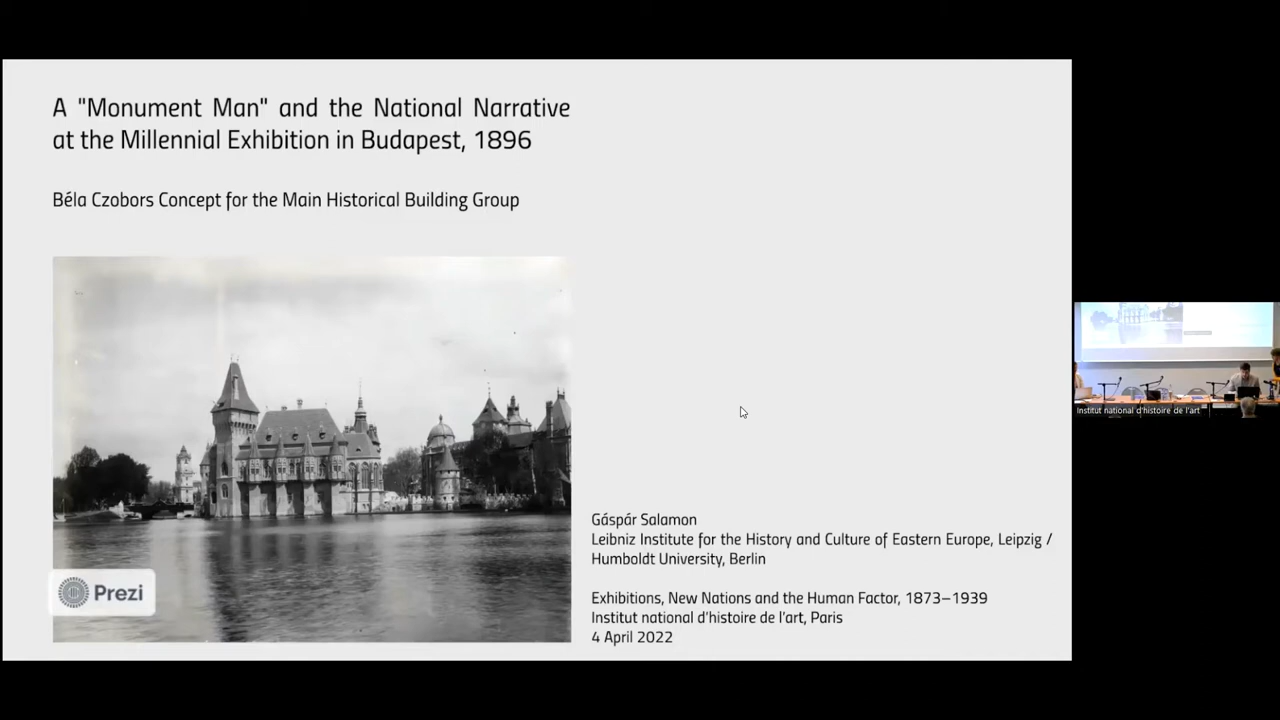 A "Monument Man" and the National Narrative
at the Millennial Exhibition in Budapest, 1896
Béla Czobors Concept for the Main Historical Building Group
Prezi
Gáspár Salamon
Leibniz Institute for the History and Culture of Eastern Europe, Leipzig /
Humboldt University, Berlin
Exhibitions, New Nations and the Human Factor, 1873–1939
Institut national d'histoire de l'art, Paris
4 April 2022
Institut national d'histoire de l'art